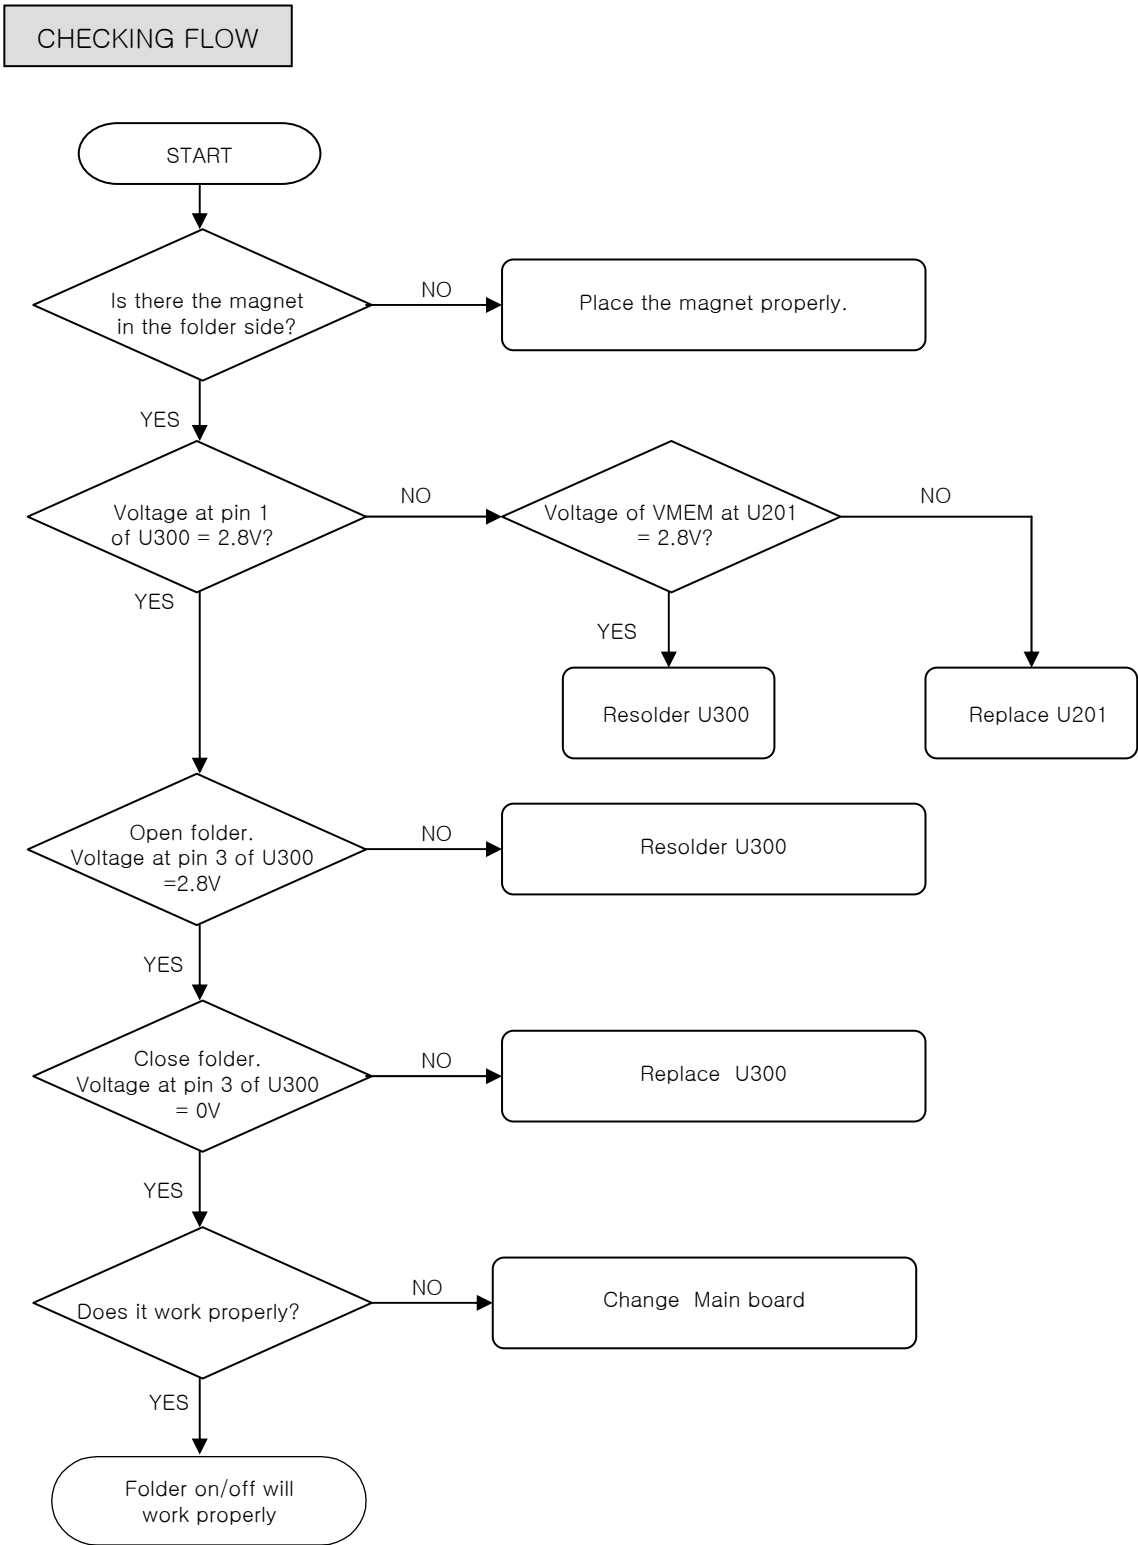 CHECKING FLOW
START
Is there the magnet
in the folder side?
NO
Place the magnet properly.
YES
Voltage at pin 1
of U300 = 2.8V?
NO
Voltage of VMEM at U201
= 2.8V?
NO
YES
YES
Resolder U300
Replace U201
Open folder.
Voltage at pin 3 of U300
=2.8V
NO
Resolder U300
YES
Close folder.
Voltage at pin 3 of U300
= 0V
NO
Replace  U300
YES
Does it work properly?
NO
Change  Main board
YES
Folder on/off will
work properly